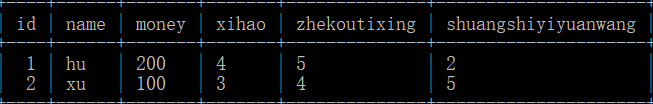 id name money xihao zhekoutixing shuangshiyiyuanwang
1 hu 200 4 5 2
2 xu 100 3 4 5